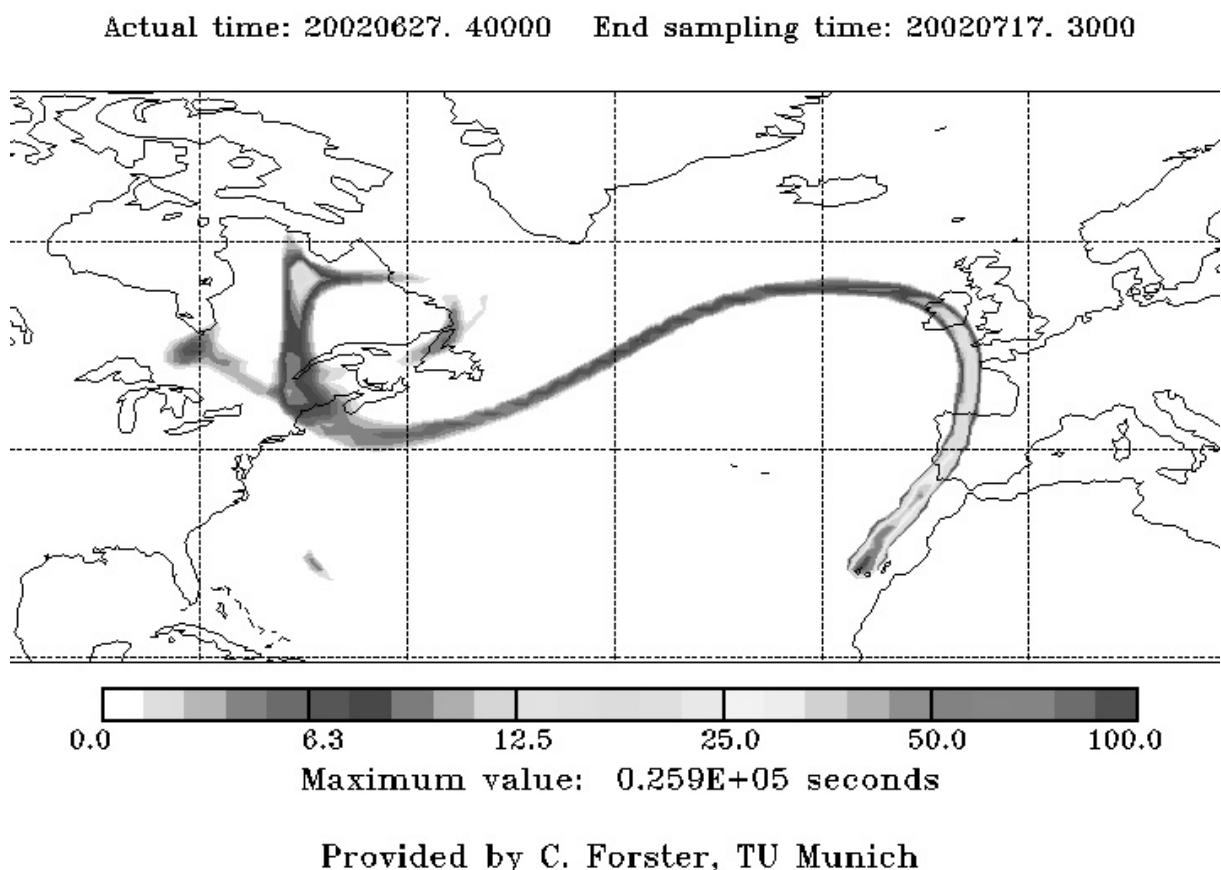 Actual time: 20020627. 40000 End sampling time: 20020717. 3000
0.0 6.3 12.5 25.0 50.0 100.0
Maximum value: 0.259E+05 seconds
Provided by C. Forster, TU Munich